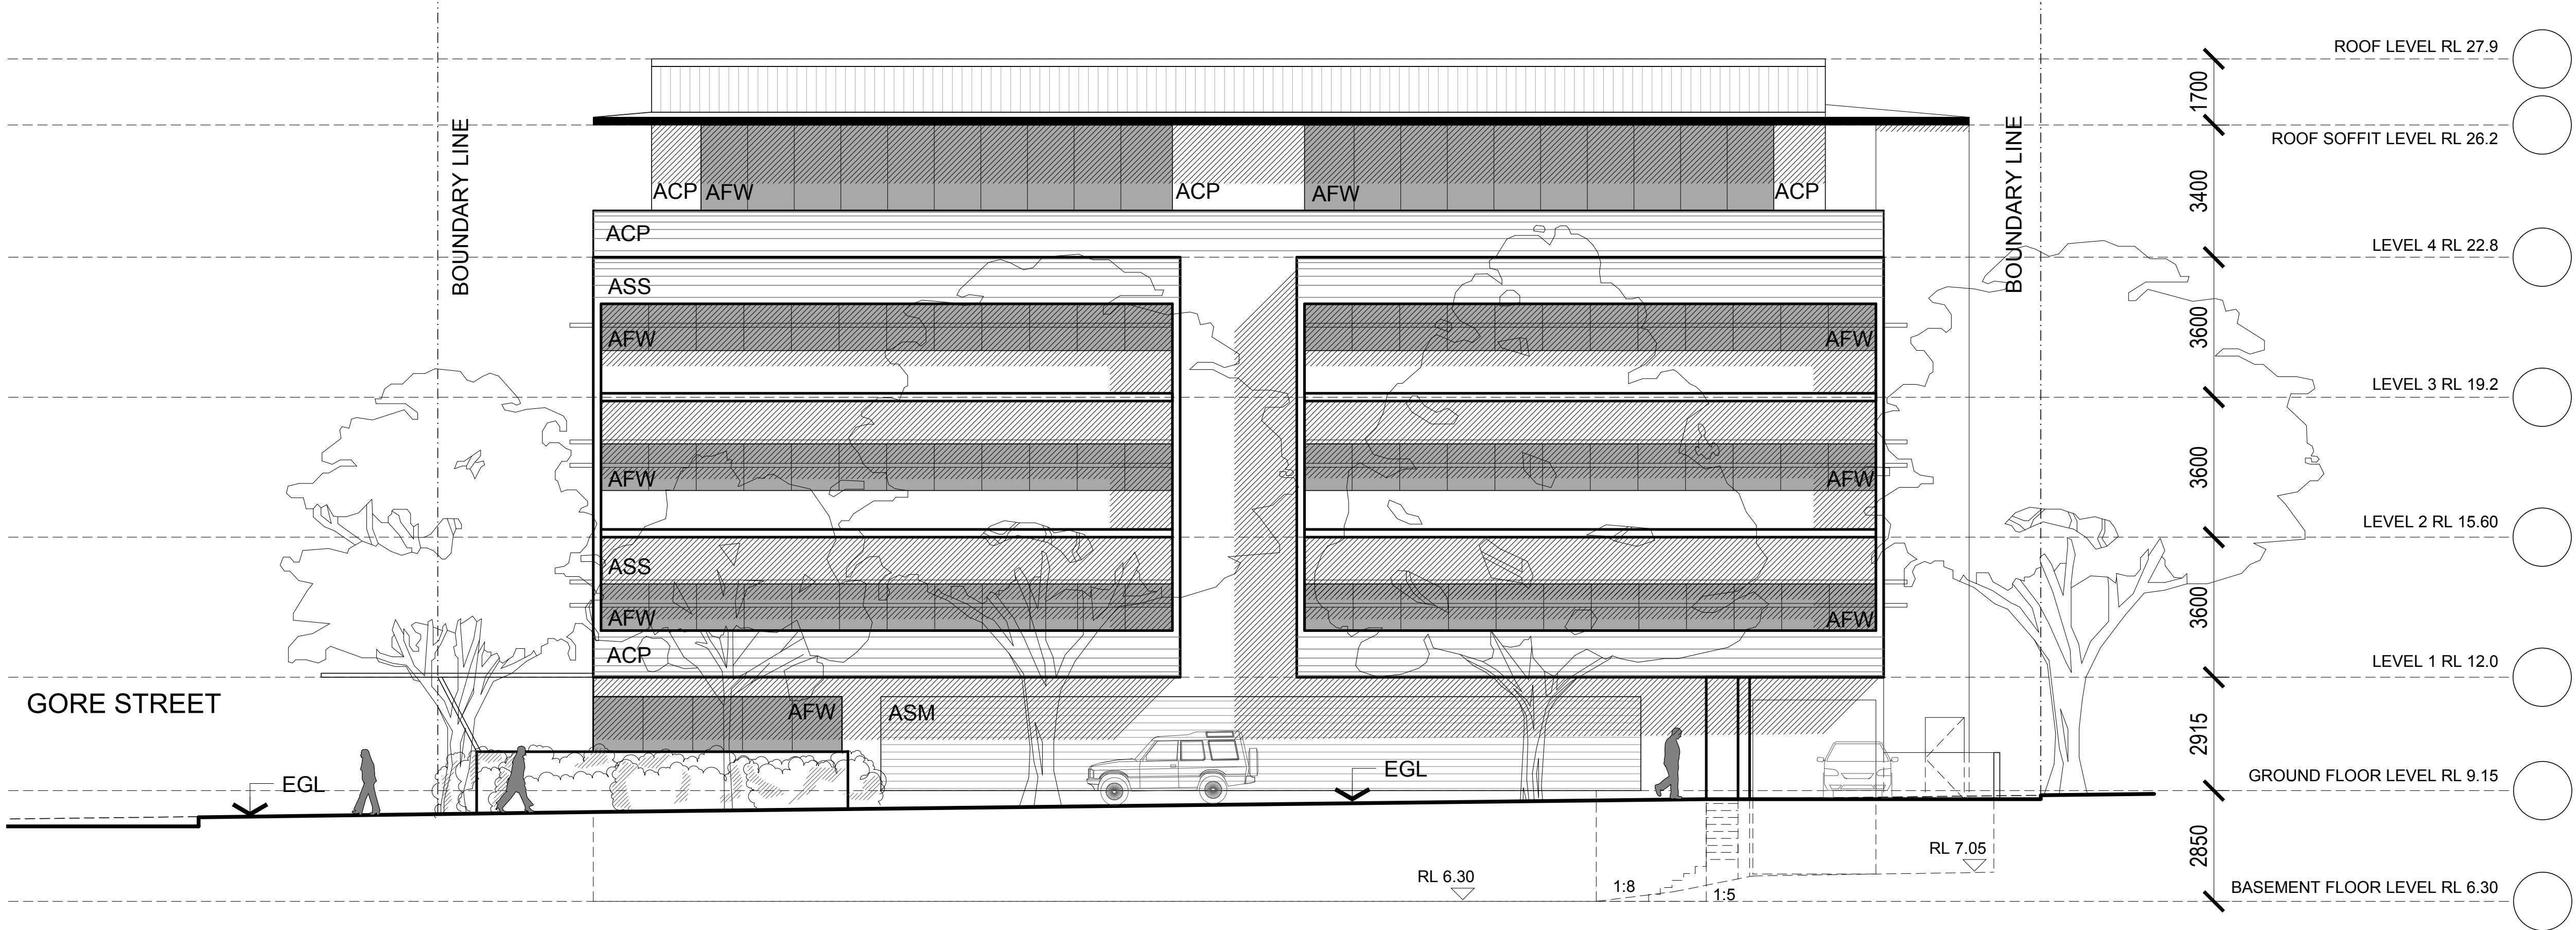 ROOF LEVEL RL 27.9
1700
ROOF SOFFIT LEVEL RL 26.2
BOUNDARY LINE
BOUNDARY LINE
ACP
AFW
ACP
AFW
ACP
3400
ACP
LEVEL 4 RL 22.8
ASS
AFW
AFW
3600
LEVEL 3 RL 19.2
AFW
AFW
3600
LEVEL 2 RL 15.60
ASS
AFW
AFW
3600
ACP
LEVEL 1 RL 12.0
GORE STREET
AFW
ASM
2915
EGL
EGL
GROUND FLOOR LEVEL RL 9.15
2850
RL 7.05
RL 6.30
1:8
1:5
BASEMENT FLOOR LEVEL RL 6.30